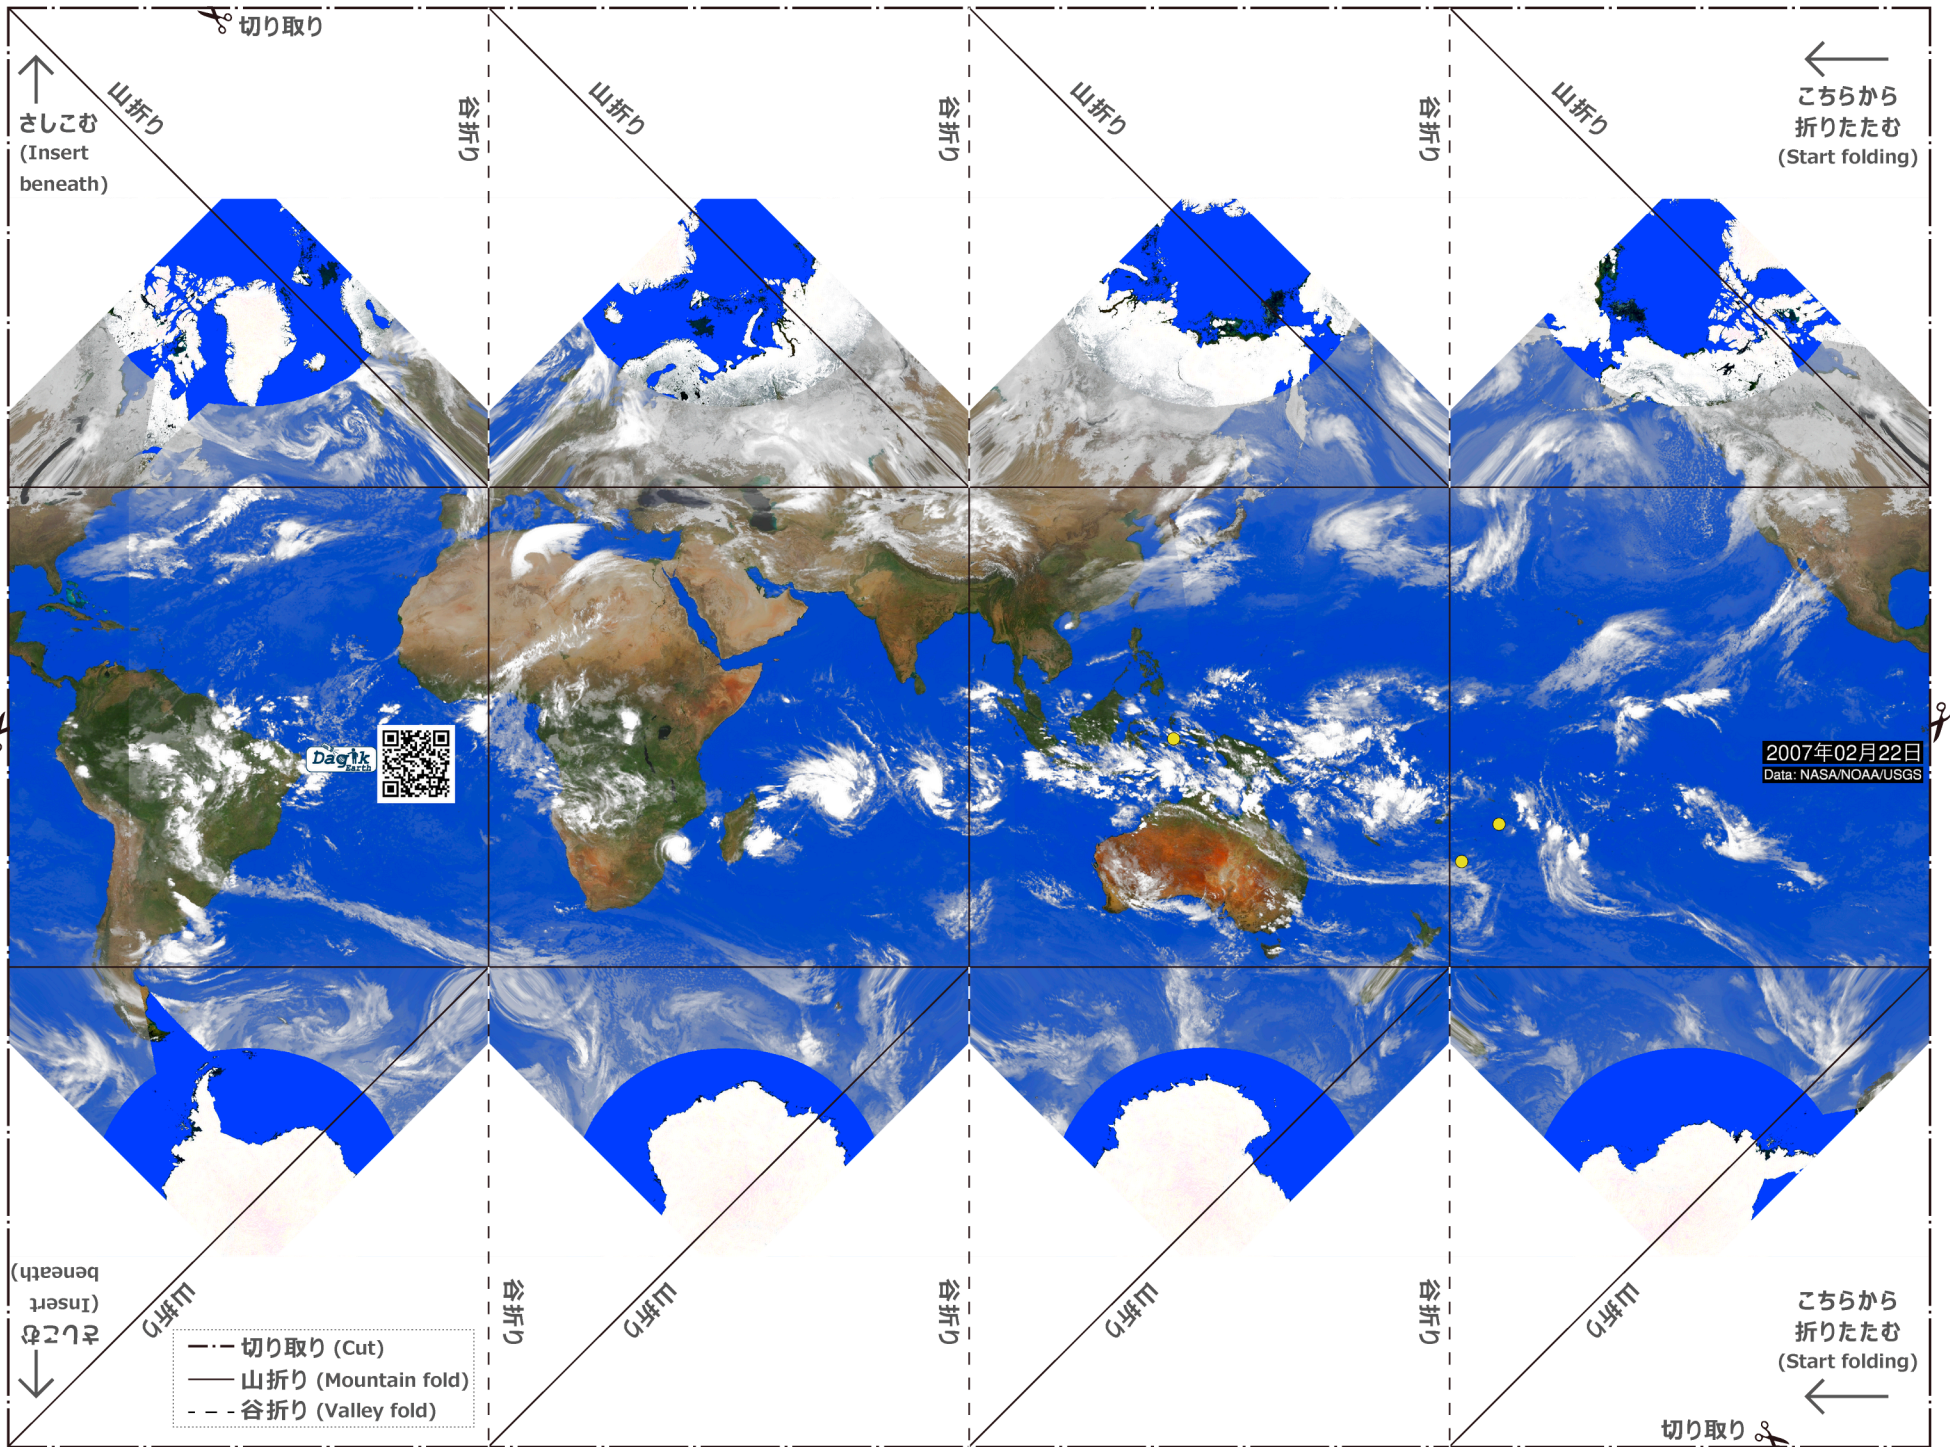 切り取り
山折り
山折り
山折り
山折り
谷折り
谷折り
谷折り
さしこむ
(Insert
beneath)
こちらから
折りたたむ
(Start folding)
Dagik
Earth
2007年02月22日
Data: NASA/NOAA/USGS
さしこむ
(Insert
beneath)
山折り
山折り
山折り
山折り
谷折り
谷折り
谷折り
こちらから
折りたたむ
(Start folding)
切り取り (Cut)
山折り (Mountain fold)
谷折り (Valley fold)
切り取り